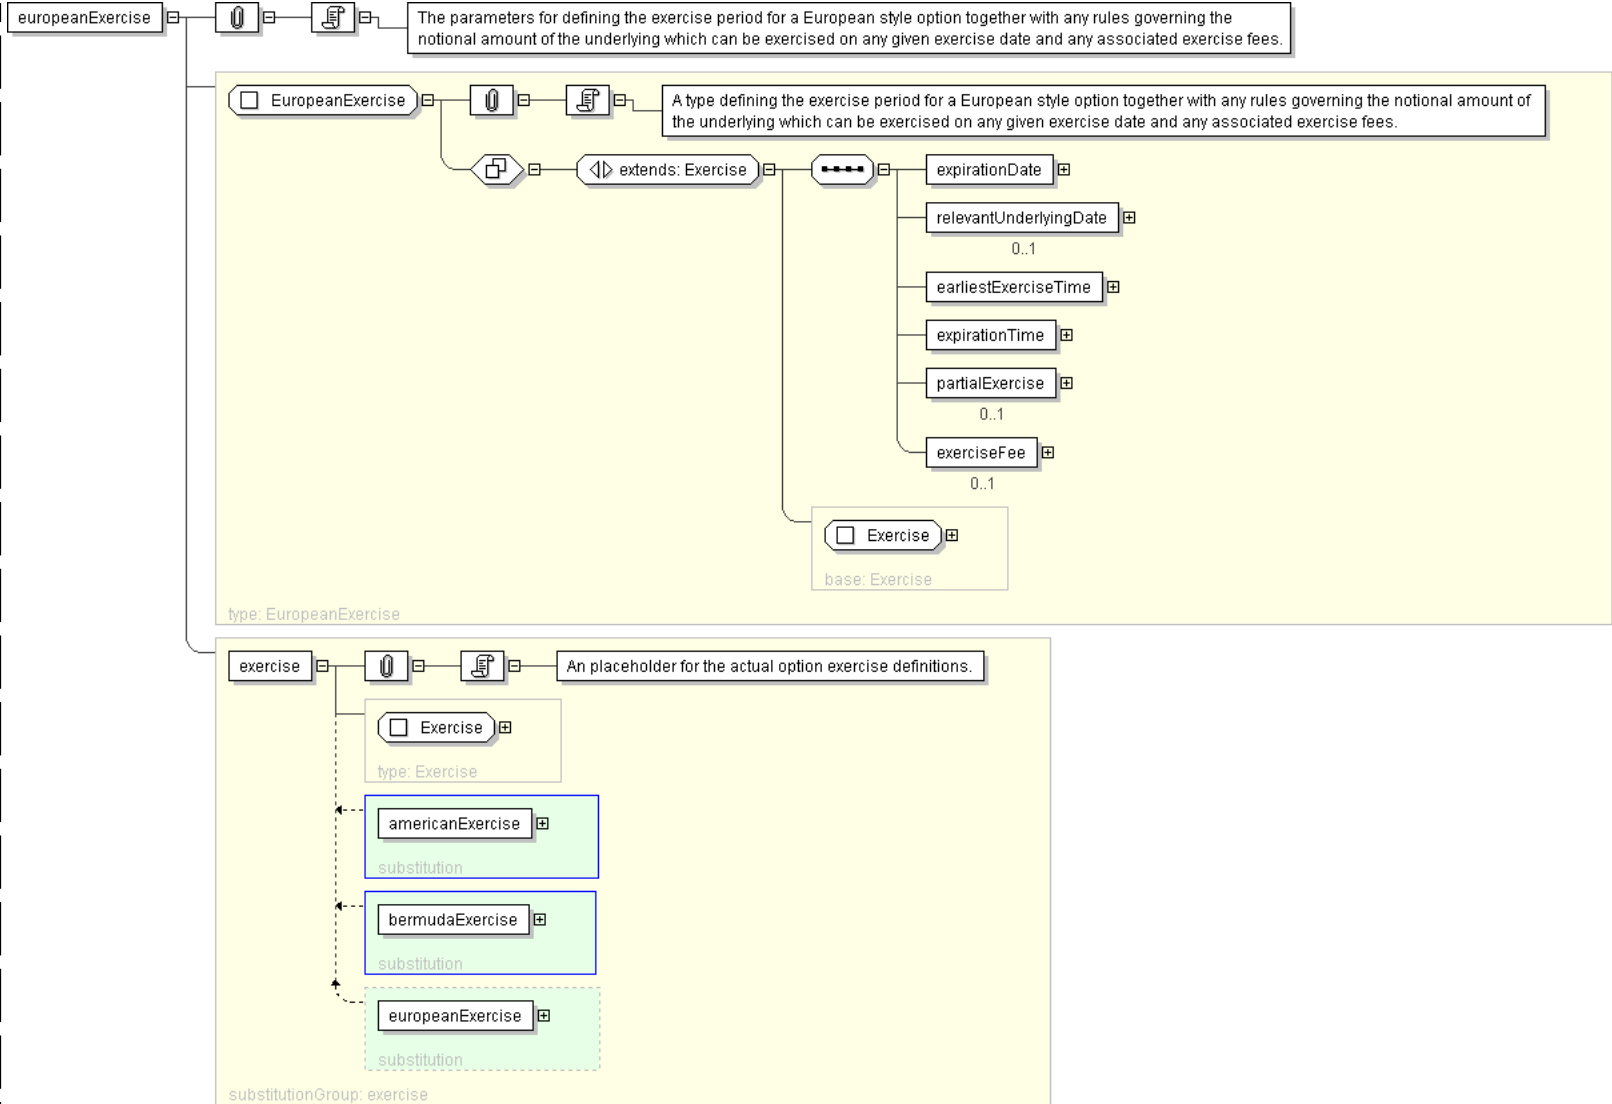 europeanExercise
The parameters for defining the exercise period for a European style option together with any rules governing the
notional amount of the underlying which can be exercised on any given exercise date and any associated exercise fees.
EuropeanExercise
A type defining the exercise period for a European style option together with any rules governing the notional amount of
the underlying which can be exercised on any given exercise date and any associated exercise fees.
extends: Exercise
expirationDate
relevantUnderlyingDate
0..1
earliestExerciseTime
expirationTime
partialExercise
0..1
exerciseFee
0..1
Exercise
base: Exercise
type: EuropeanExercise
exercise
An placeholder for the actual option exercise definitions.
Exercise
type: Exercise
americanExercise
substitution
bermudaExercise
substitution
europeanExercise
substitution
substitutionGroup: exercise